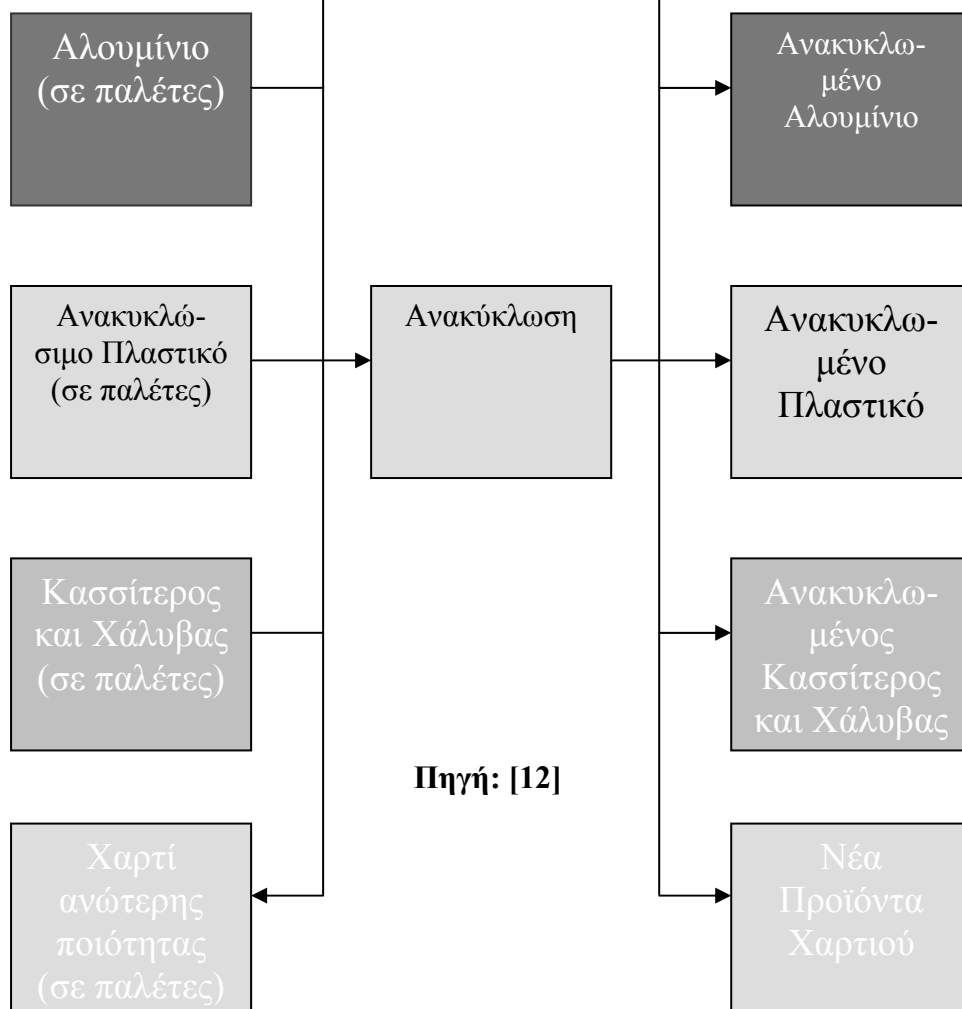 Αλουμίνιο
(σε παλέτες)
Ανακυκλω-
μένο
Αλουμίνιο
Ανακυκλώ-
σιμο Πλαστικό
(σε παλέτες)
Ανακύκλωση
Ανακυκλω-
μένο
Πλαστικό
Κασσίτερος
και Χάλυβας
(σε παλέτες)
Ανακυκλω-
μένος
Κασσίτερος
και Χάλυβας
Πηγή: [12]
Χαρτί
ανώτερης
ποιότητας
(σε παλέτες)
Νέα
Προϊόντα
Χαρτιού